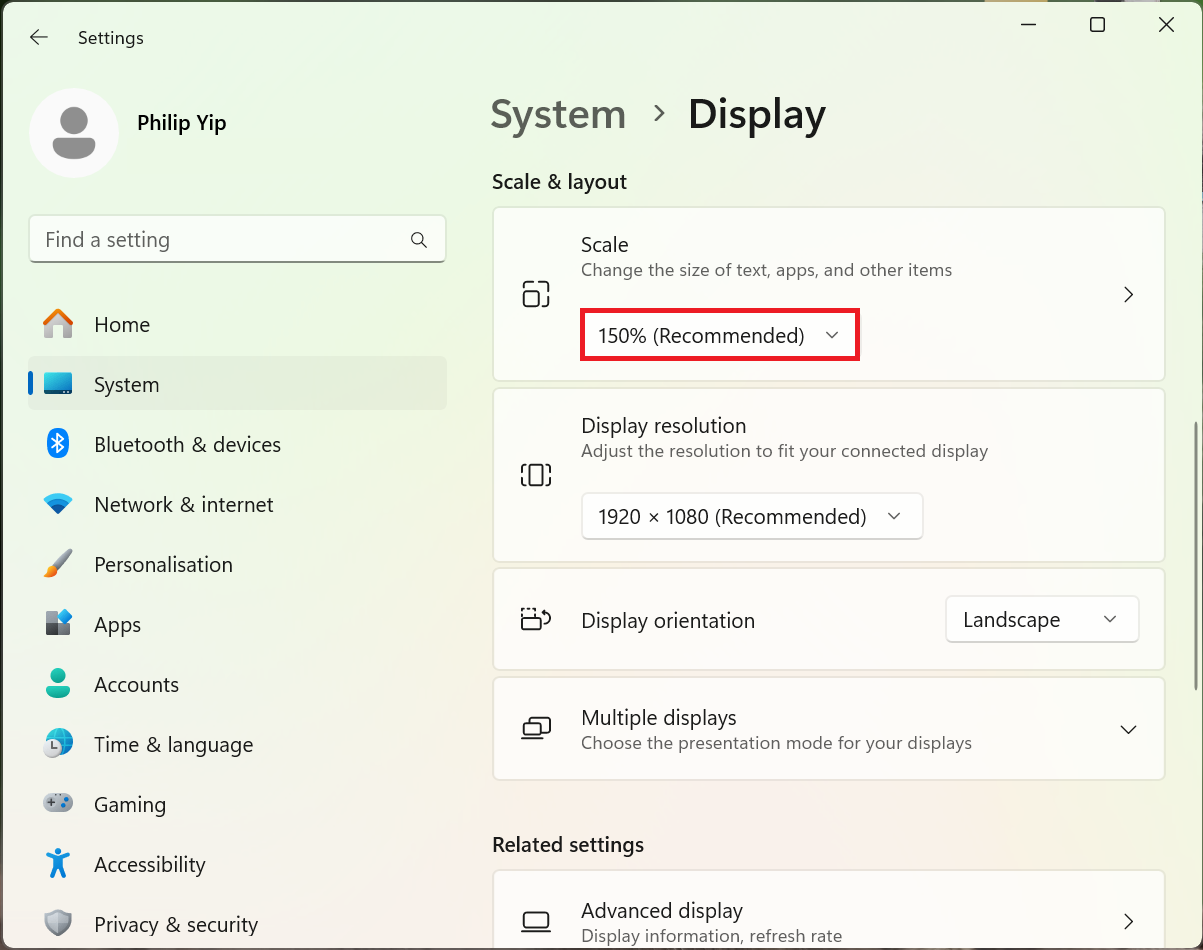 Settings
Philip Yip
Find a setting
Home
System
Bluetooth & devices
Network & internet
Personalisation
Apps
Accounts
Time & language
Gaming
Accessibility
Privacy & security
System > Display
Scale & layout
Scale
Change the size of text, apps, and other items
150% (Recommended)
Display resolution
Adjust the resolution to fit your connected display
1920 × 1080 (Recommended)
Display orientation
Landscape
Multiple displays
Choose the presentation mode for your displays
Related settings
Advanced display
Display information, refresh rate